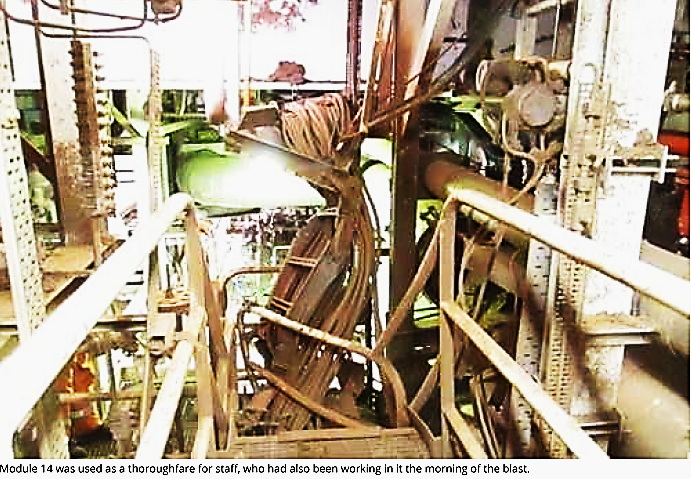 Module 14 was used as a thoroughfare for staff, who had also been working in it the morning of the blast.